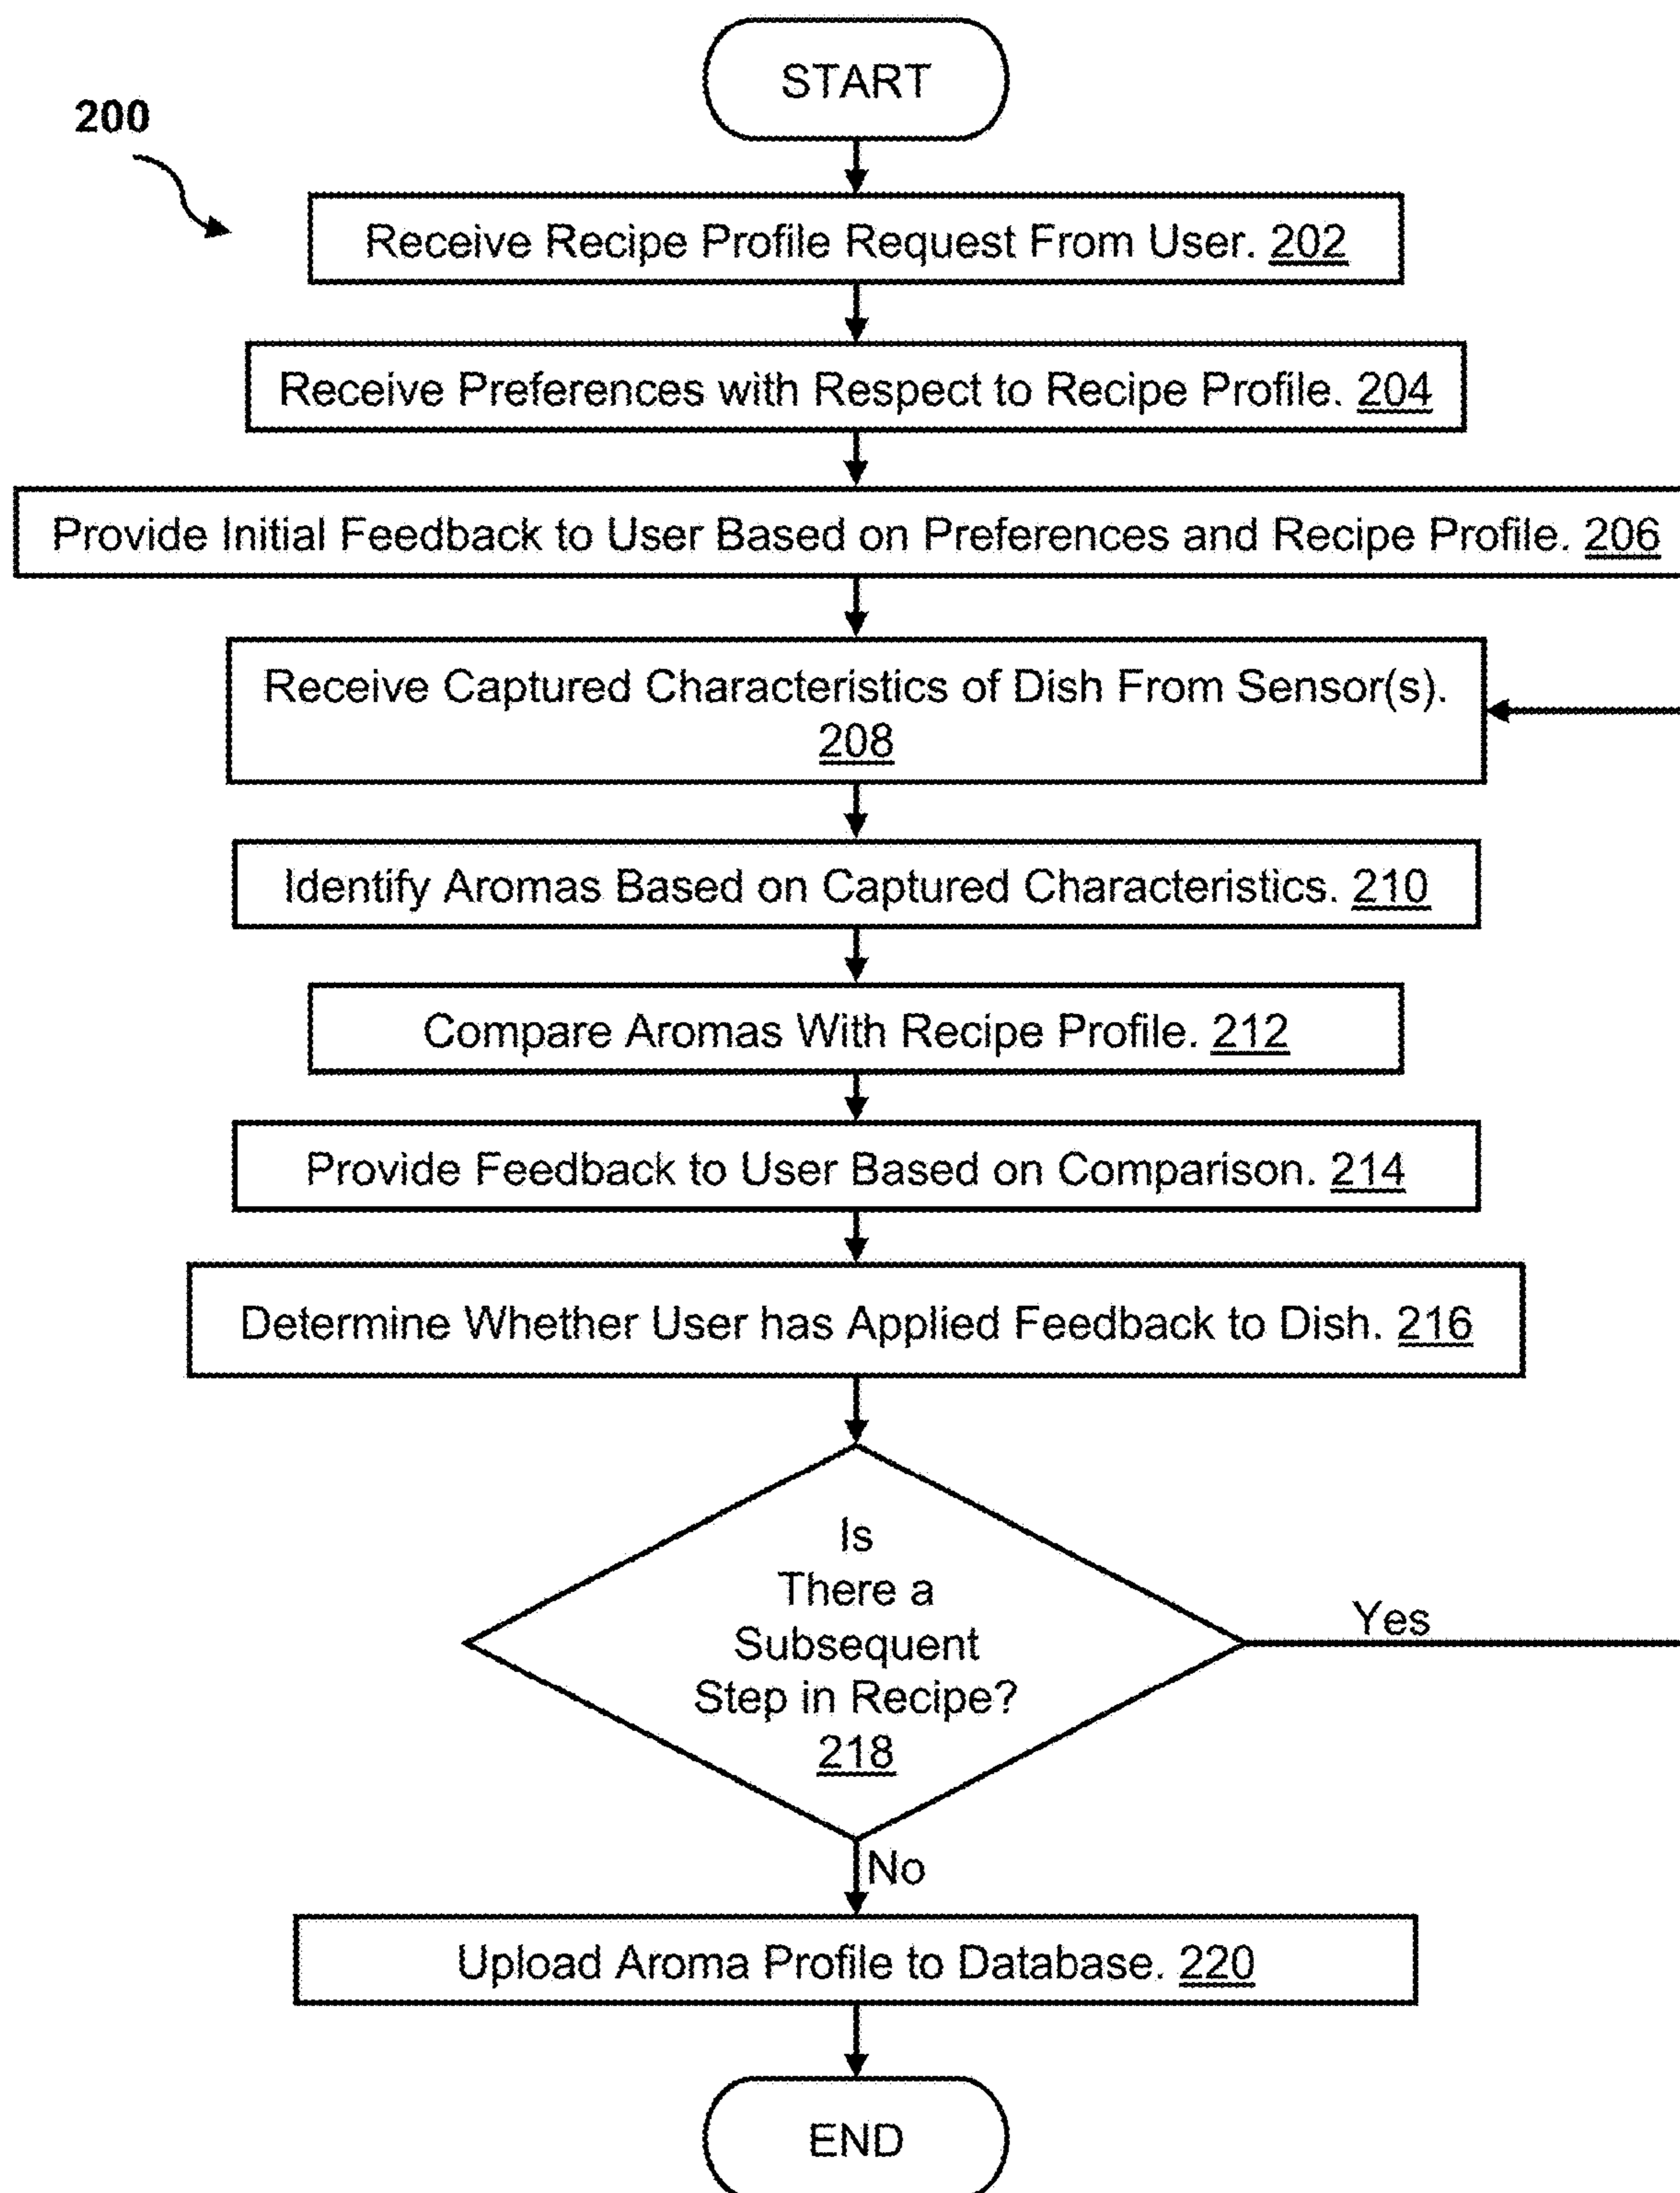 START
200
Receive Recipe Profile Request From User. 202
Receive Preferences with Respect to Recipe Profile. 204
Provide Initial Feedback to User Based on Preferences and Recipe Profile. 206
Receive Captured Characteristics of Dish From Sensor(s).
208
Identify Aromas Based on Captured Characteristics. 210
Compare Aromas With Recipe Profile. 212
Provide Feedback to User Based on Comparison. 214
Determine Whether User has Applied Feedback to Dish. 216
Is
There a
Subsequent
Step in Recipe?
218
Yes
No
Upload Aroma Profile to Database. 220
END